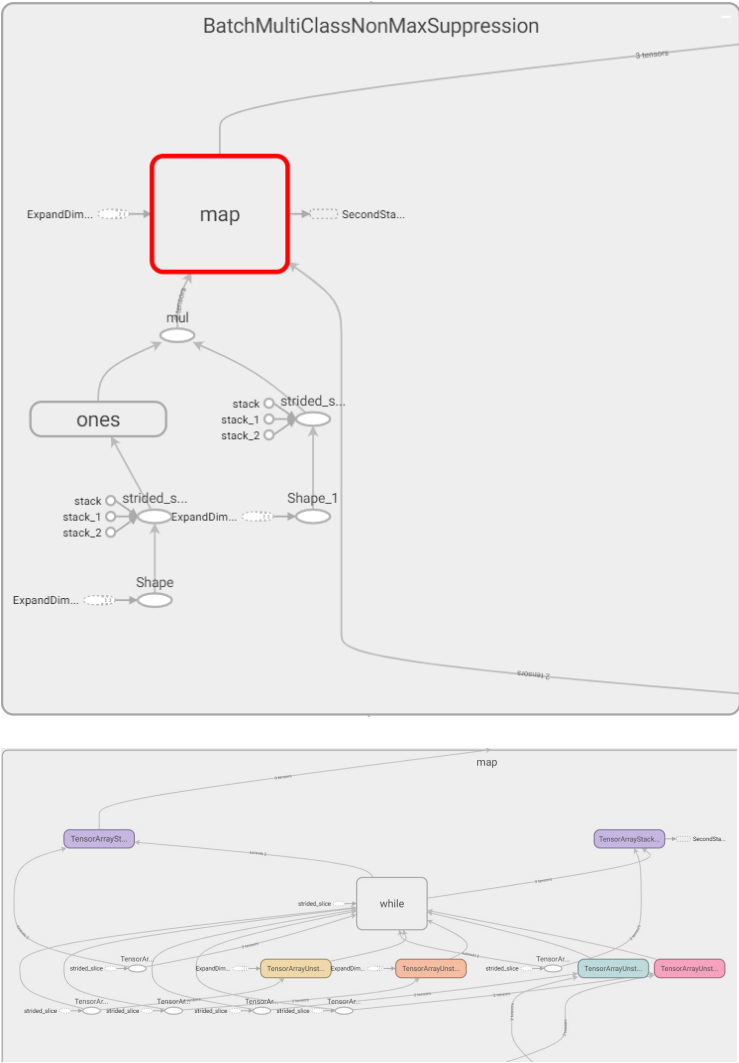 BatchMultiClassNonMaxSuppression
3 tensors
ExpandDim...
map
SecondSta...
tensors
mul
ones
stack
strided_s...
stack_1
stack_2
stack
strided_s...
stack_1
stack_2
ExpandDim...
Shape_1
Shape
ExpandDim...
2 tensors
map
TensorArraySt...
TensorArrayStack...
SecondSta...
while
strided_slice
TensorAr...
strided_slice
ExpandDim...
TensorArrayUnst...
ExpandDim...
TensorArrayUnst...
TensorAr...
strided_slice
TensorArrayUnst...
TensorArrayUnst...
TensorAr...
TensorAr...
TensorAr...
TensorAr...
strided_slice
strided_slice
strided_slice
strided_slice